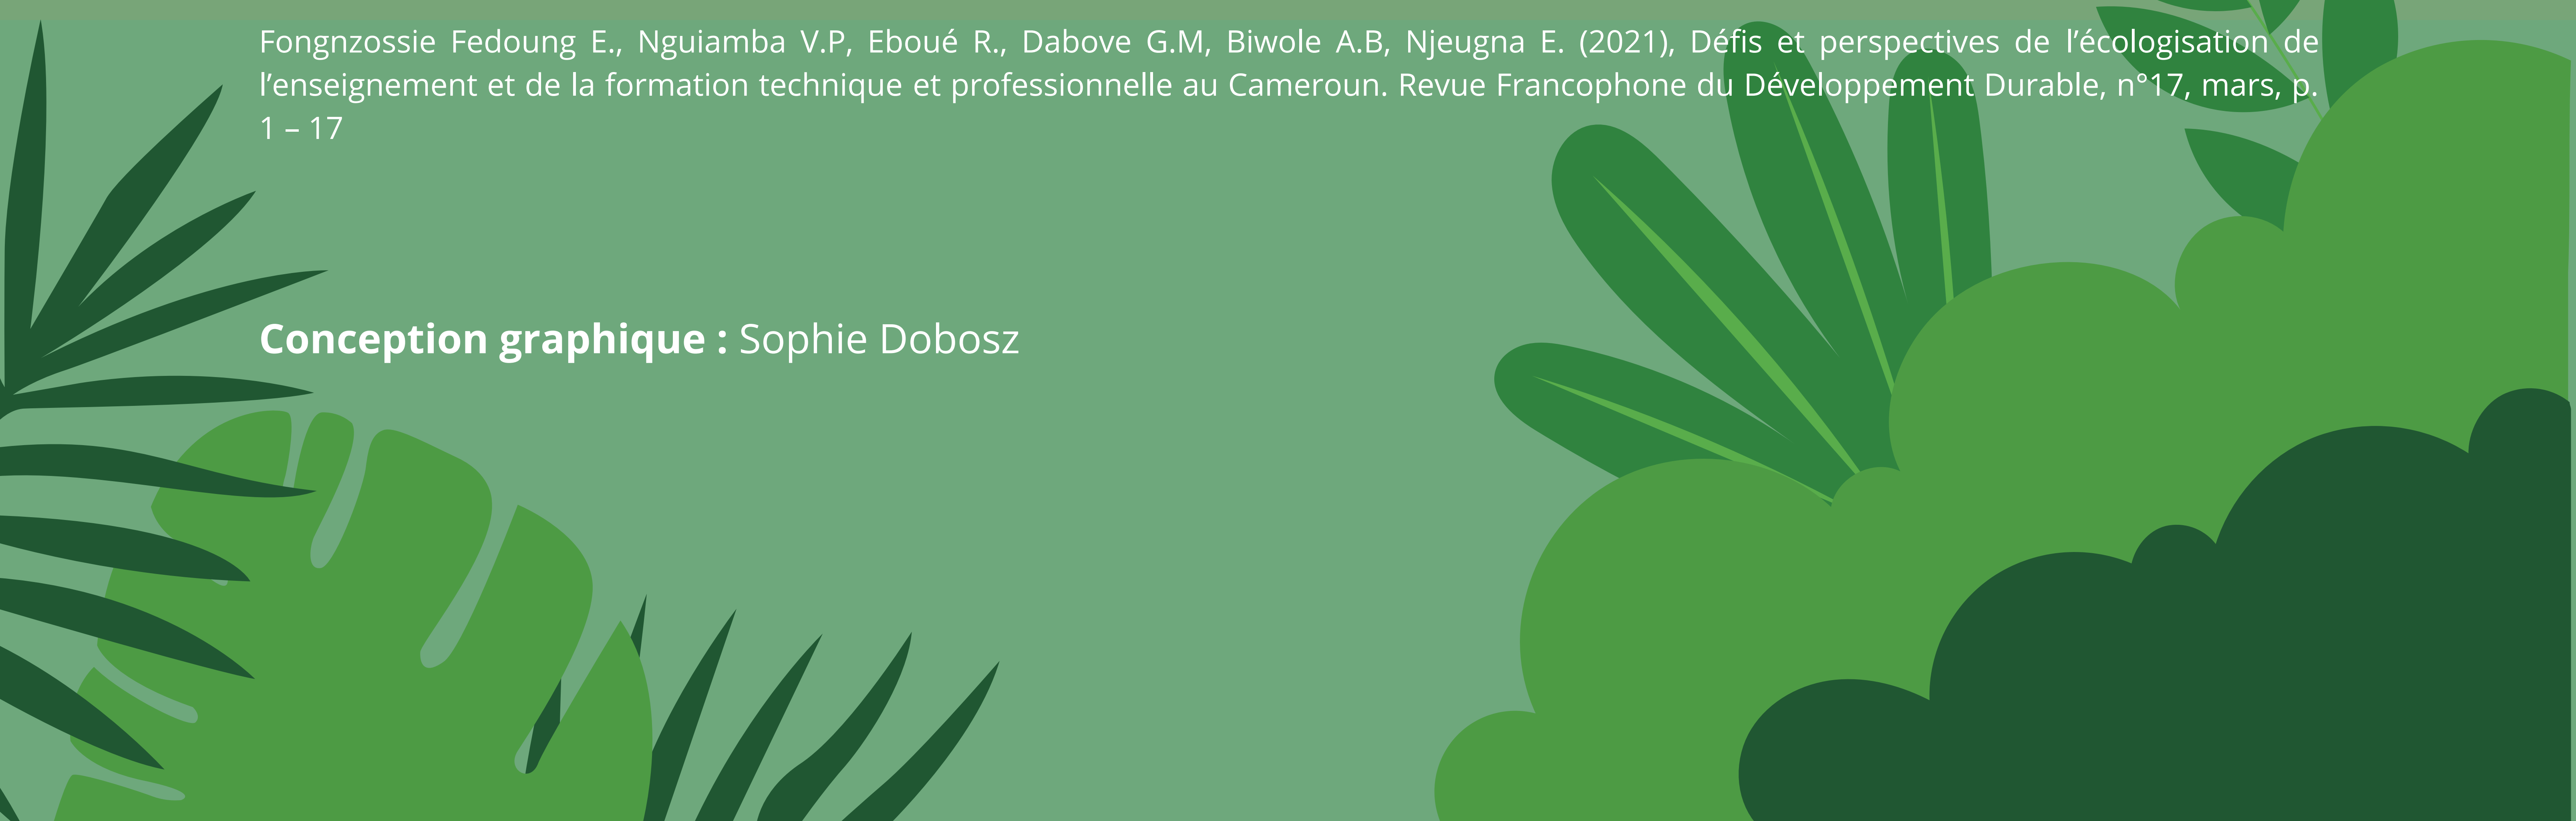 Fongnzossie Fedoung E., Nguiamba V.P, Eboué R., Dabove G.M, Biwole A.B, Njeugna E. (2021), Défis et perspectives de l’écologisation de
l’enseignement et de la formation technique et professionnelle au Cameroun. Revue Francophone du Développement Durable, n°17, mars, p.
1 – 17
Conception graphique : Sophie Dobosz